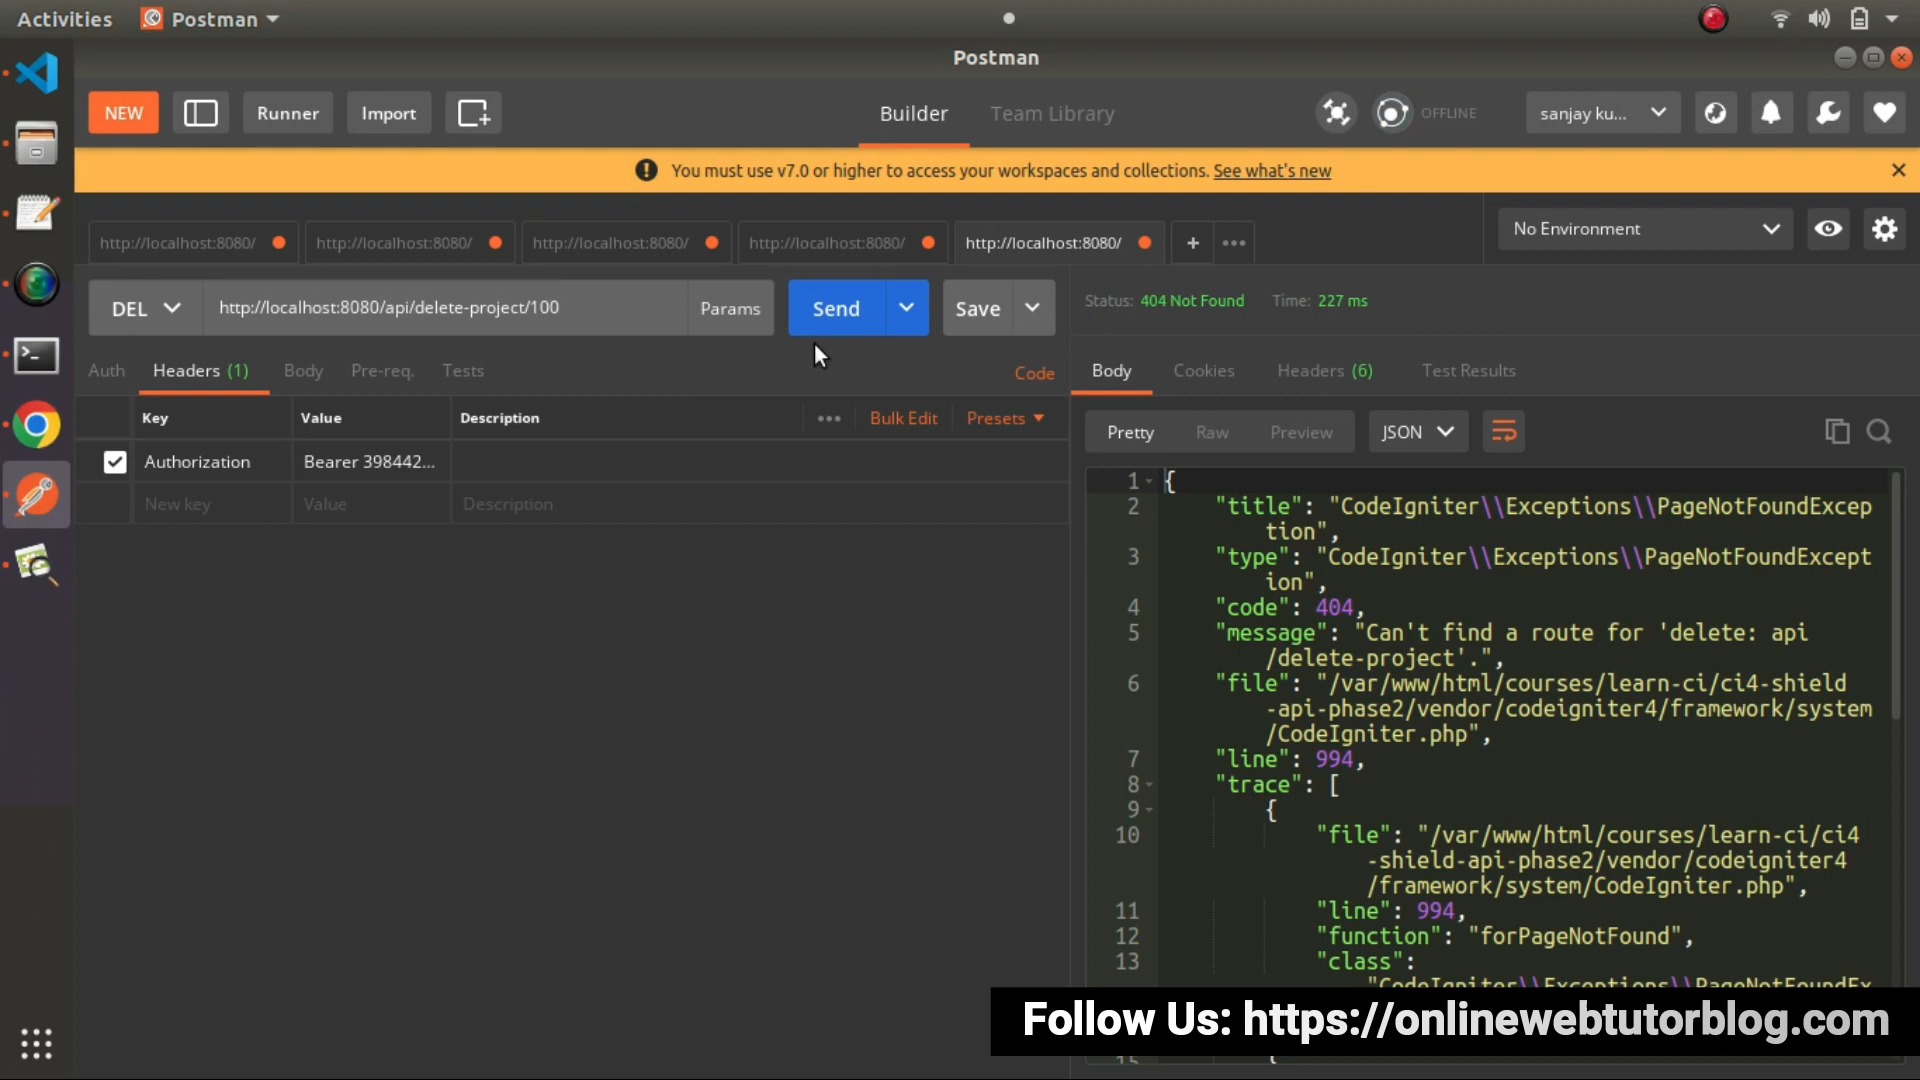 Activities
Postman
Postman
NEW
Runner
Import
Builder
Team Library
OFFLINE
sanjay ku...
You must use v7.0 or higher to access your workspaces and collections. See what's new
http://localhost:8080/
http://localhost:8080/
http://localhost:8080/
http://localhost:8080/
http://localhost:8080/
No Environment
DEL
http://localhost:8080/api/delete-project/100
Params
Send
Save
Status: 404 Not Found
Time: 227 ms
Auth
Headers (1)
Body
Pre-req.
Tests
Code
Body
Cookies
Headers (6)
Test Results
Key
Value
Description
Bulk Edit
Presets
Authorization
Bearer 398442...
New key
Value
Description
Pretty
Raw
Preview
JSON
1 {
2 "title": "CodeIgniter\\Exceptions\\PageNotFoundExcep
tion",
3 "type": "CodeIgniter\\Exceptions\\PageNotFoundExcept
ion",
4 "code": 404,
5 "message": "Can't find a route for 'delete: api
/delete-project'.",
6 "file": "/var/www/html/courses/learn-ci/ci4-shield
-api-phase2/vendor/codeigniter4/framework/system
/CodeIgniter.php",
7 "line": 994,
8 "trace": [
9 {
10 "file": "/var/www/html/courses/learn-ci/ci4
-shield-api-phase2/vendor/codeigniter4
/framework/system/CodeIgniter.php",
11 "line": 994,
12 "function": "forPageNotFound",
13 "class":
"CodeIgniter\\Exceptions\\PageNotFoundEx
Follow Us: https://onlinewebtutorblog.com
15 {